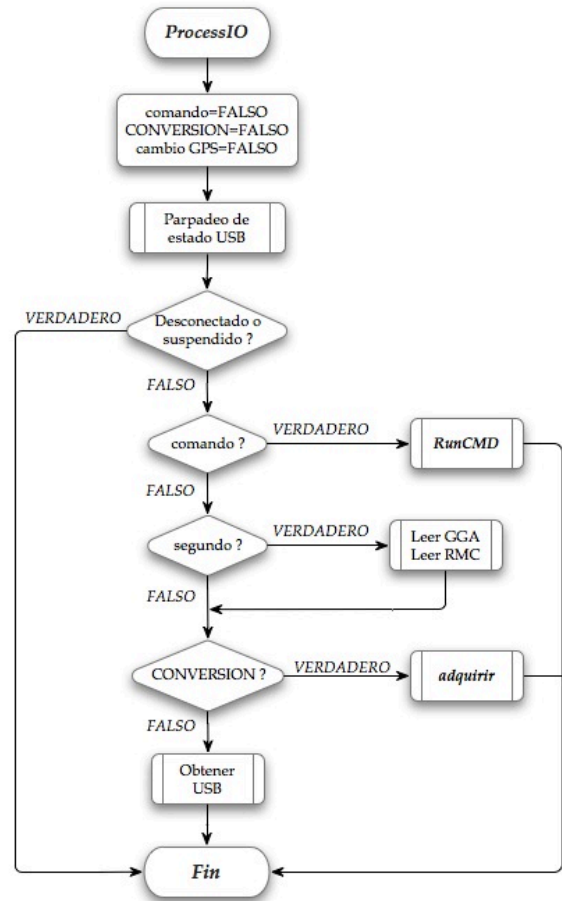 ProcessIO
comando=FALSO
CONVERSION=FALSO
cambio GPS=FALSO
Parpadeo de
estado USB
VERDADERO
Desconectado o
suspendido ?
FALSO
comando ?
VERDADERO
RunCMD
FALSO
segundo ?
VERDADERO
Leer GGA
Leer RMC
FALSO
CONVERSION ?
VERDADERO
adquirir
FALSO
Obtener
USB
Fin